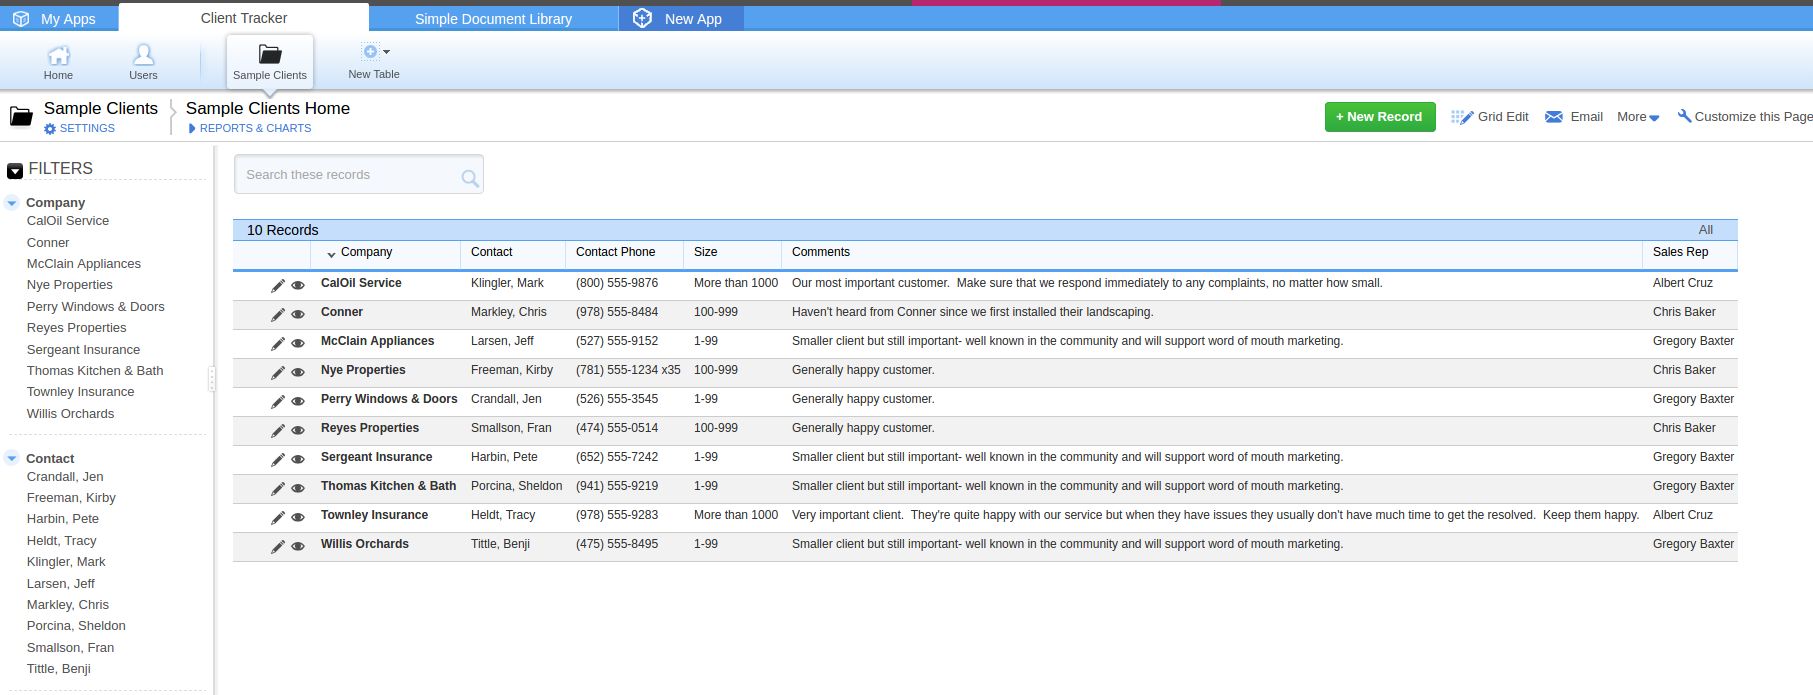 My Apps
Client Tracker
Simple Document Library
New App
Home
Users
Sample Clients
New Table
Sample Clients
SETTINGS
Sample Clients Home
REPORTS & CHARTS
+ New Record
Grid Edit
Email
More
Customize this Page
FILTERS
Company
CalOil Service
Conner
McClain Appliances
Nye Properties
Perry Windows & Doors
Reyes Properties
Sergeant Insurance
Thomas Kitchen & Bath
Townley Insurance
Willis Orchards
Contact
Crandall, Jen
Freeman, Kirby
Harbin, Pete
Heldt, Tracy
Klingler, Mark
Larsen, Jeff
Markley, Chris
Porcina, Sheldon
Smallson, Fran
Tittle, Benji
Search these records
10 Records All
Company Contact Contact Phone Size Comments Sales Rep
CalOil Service Klingler, Mark (800) 555-9876 More than 1000 Our most important customer.  Make sure that we respond immediately to any complaints, no matter how small. Albert Cruz
Conner Markley, Chris (978) 555-8484 100-999 Haven't heard from Conner since we first installed their landscaping. Chris Baker
McClain Appliances Larsen, Jeff (527) 555-9152 1-99 Smaller client but still important- well known in the community and will support word of mouth marketing. Gregory Baxter
Nye Properties Freeman, Kirby (781) 555-1234 x35 100-999 Generally happy customer. Chris Baker
Perry Windows & Doors Crandall, Jen (526) 555-3545 1-99 Generally happy customer. Gregory Baxter
Reyes Properties Smallson, Fran (474) 555-0514 100-999 Generally happy customer. Chris Baker
Sergeant Insurance Harbin, Pete (652) 555-7242 1-99 Smaller client but still important- well known in the community and will support word of mouth marketing. Gregory Baxter
Thomas Kitchen & Bath Porcina, Sheldon (941) 555-9219 1-99 Smaller client but still important- well known in the community and will support word of mouth marketing. Gregory Baxter
Townley Insurance Heldt, Tracy (978) 555-9283 More than 1000 Very important client.  They're quite happy with our service but when they have issues they usually don't have much time to get the resolved.  Keep them happy. Albert Cruz
Willis Orchards Tittle, Benji (475) 555-8495 1-99 Smaller client but still important- well known in the community and will support word of mouth marketing. Gregory Baxter